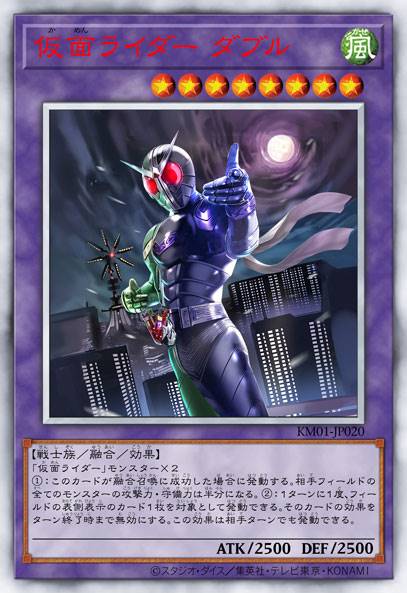 仮面ライダー ダブル
風
KM01-JP020
【戦士族／融合／効果】
「仮面ライダー」モンスター×2
①：このカードが融合召喚に成功した場合に発動する。相手フィールドの
全てのモンスターの攻撃力・守備力は半分になる。②：1ターンに1度、フィー
ルドの表側表示のカード1枚を対象として発動できる。そのカードの効果を
ターン終了時まで無効にする。この効果は相手ターンでも発動できる。
ATK/2500 DEF/2500
©スタジオ・ダイス／集英社・テレビ東京・KONAMI